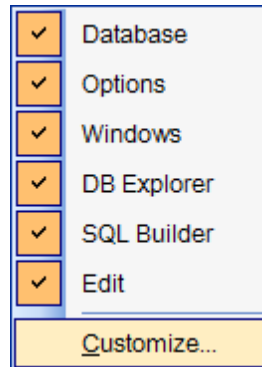 Database
Options
Windows
DB Explorer
SQL Builder
Edit
Customize...